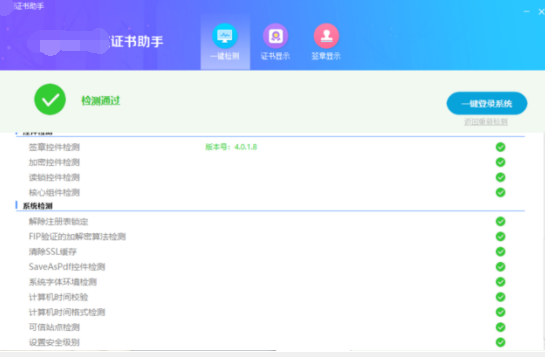 证书助手
证书助手
一键检测
证书显示
签章显示
检测通过
一键登录系统
返回重新检测
控件检测
签章控件检测 版本号：4.0.1.8
加密控件检测
读锁控件检测
核心组件检测
系统检测
解除注册表锁定
FIP验证的加解密算法检测
清除SSL缓存
SaveAsPdf控件检测
系统字体环境检测
计算机时间校验
计算机时间格式检测
可信站点检测
设置安全级别